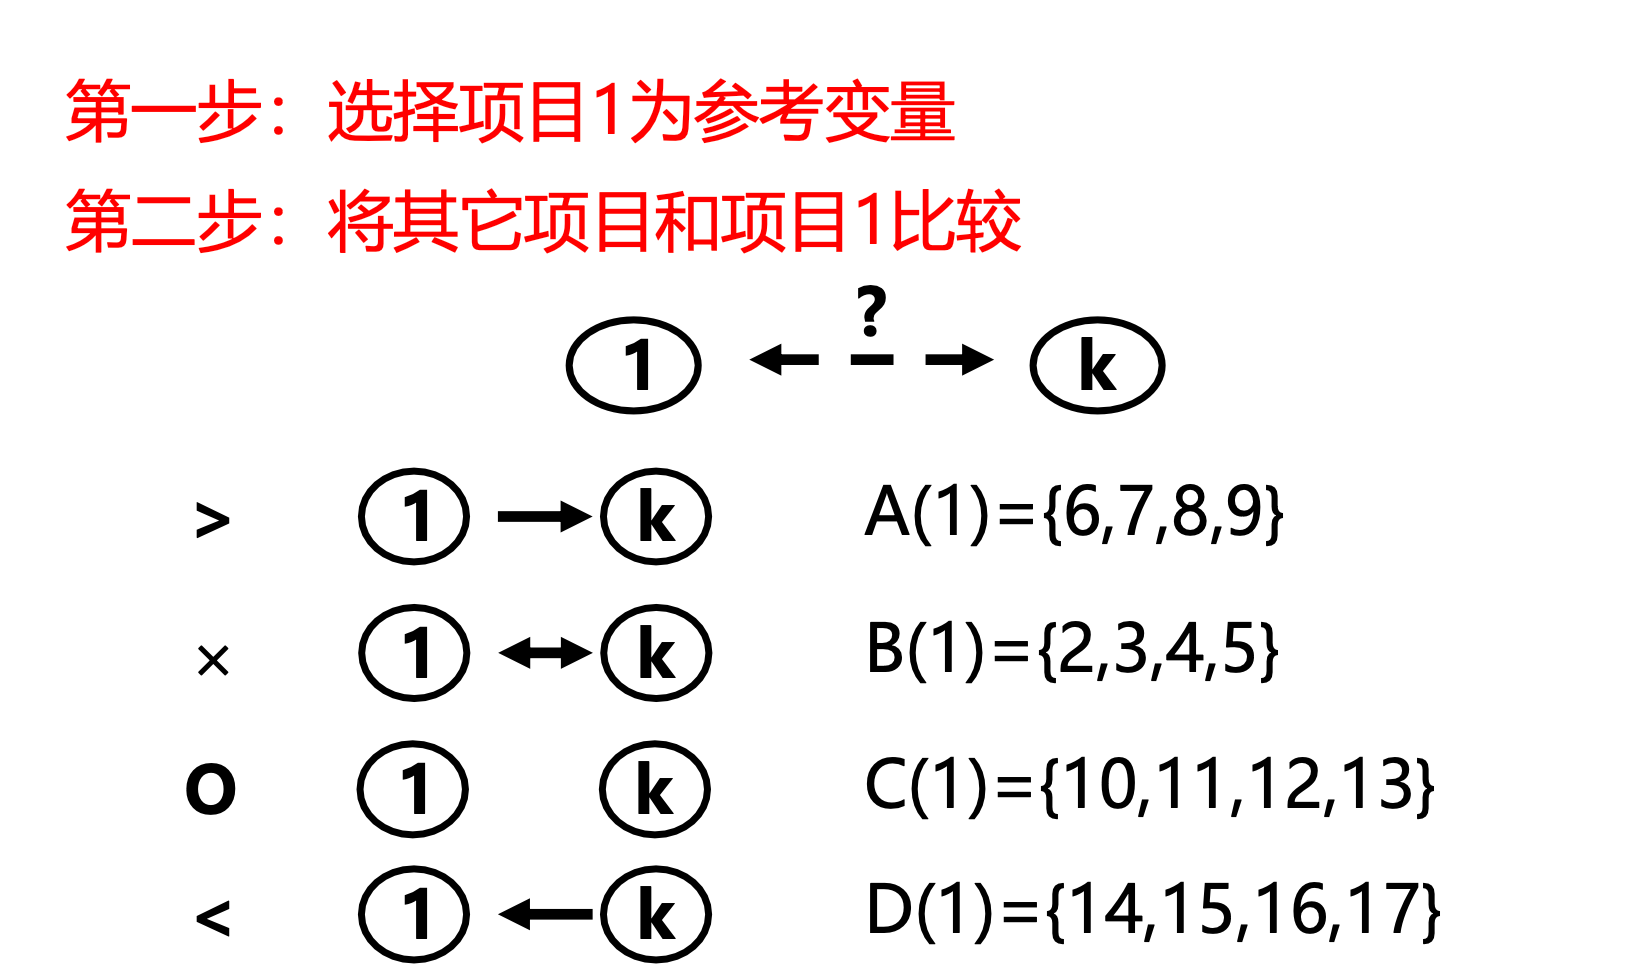 第一步：选择项目1为参考变量
第二步：将其它项目和项目1比较
?
1 k
> 1 k A(1)={6,7,8,9}
× 1 k B(1)={2,3,4,5}
O 1 k C(1)={10,11,12,13}
< 1 k D(1)={14,15,16,17}